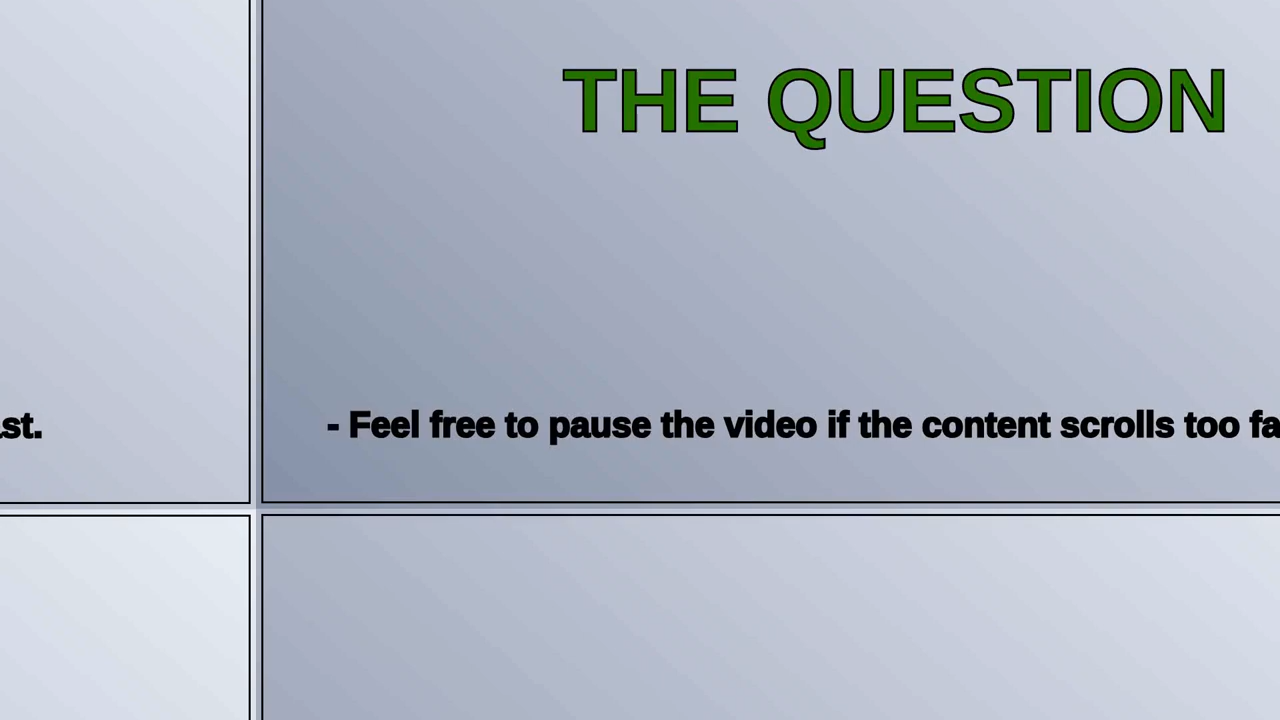 THE QUESTION
st.
- Feel free to pause the video if the content scrolls too fa